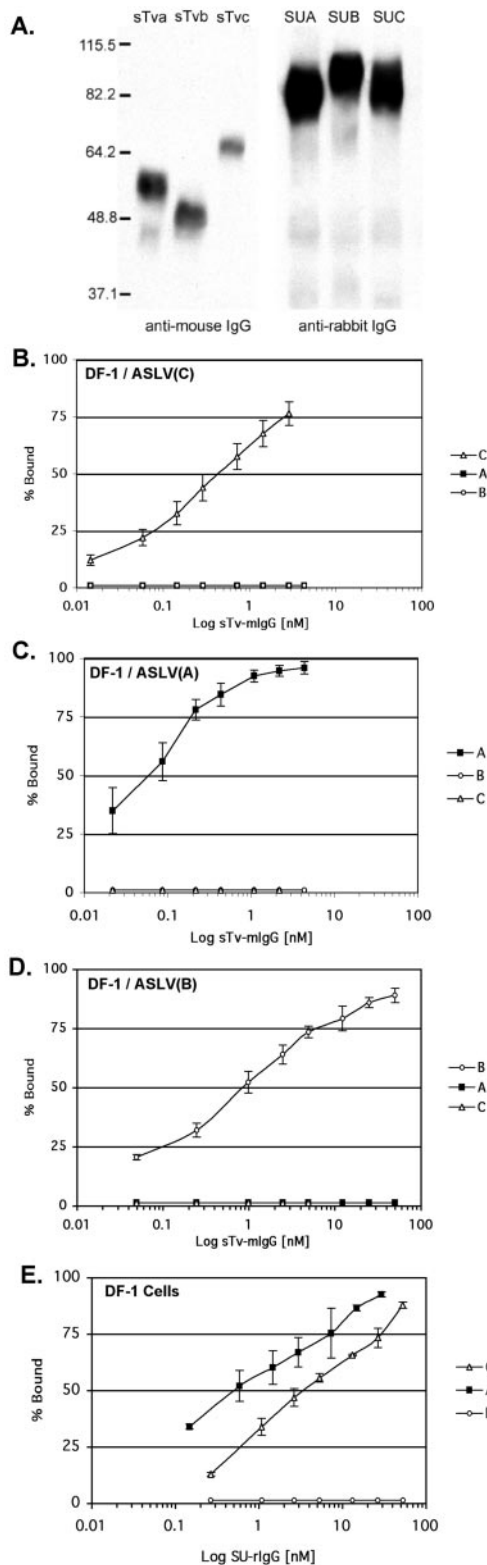 A.
sTva sTvb sTvc SUA SUB SUC
115.5
82.2
64.2
48.8
37.1
anti-mouse IgG anti-rabbit IgG
B.
DF-1 / ASLV(C)
100
75
50
25
0
% Bound
C
A
B
0.01 0.1 1 10 100
Log sTv-mIgG [nM]
C.
DF-1 / ASLV(A)
100
75
50
25
0
% Bound
A
B
C
0.01 0.1 1 10 100
Log sTv-mIgG [nM]
D.
DF-1 / ASLV(B)
100
75
50
25
0
% Bound
B
A
C
0.01 0.1 1 10 100
Log sTv-mIgG [nM]
E.
DF-1 Cells
100
75
50
25
0
% Bound
0.01 0.1 1 10 100
Log SU-rIgG [nM]